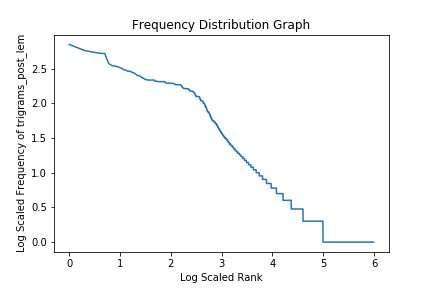 Frequency Distribution Graph
Log Scaled Frequency of trigrams_post_lem
2.5
2.0
1.5
1.0
0.5
0.0
0 1 2 3 4 5 6
Log Scaled Rank